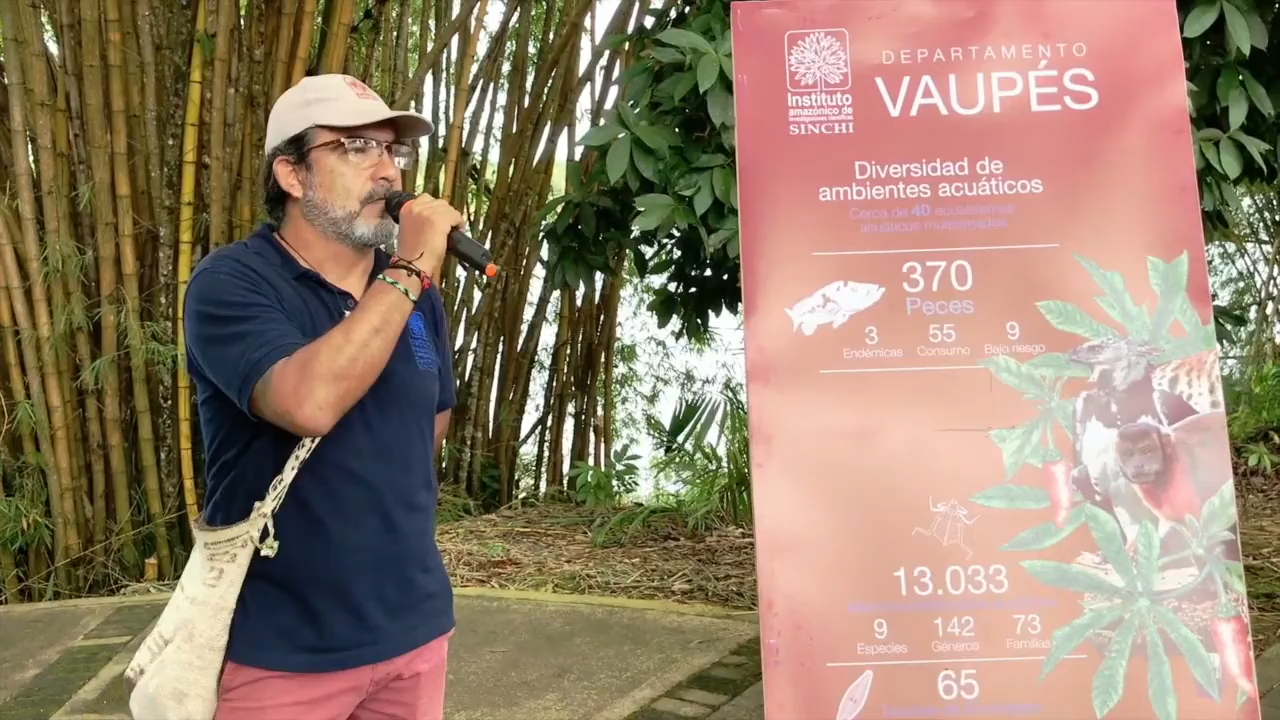 Instituto
amazónico de
investigaciones científicas
SINCHI
DEPARTAMENTO
VAUPÉS
Diversidad de
ambientes acuáticos
Cerca de 40 ecosistemas
acuáticos muestreados
370
Peces
3 55 9
Endémicas Consumo Bajo riesgo
13.033
9 142 73
Especies Géneros Familias
65